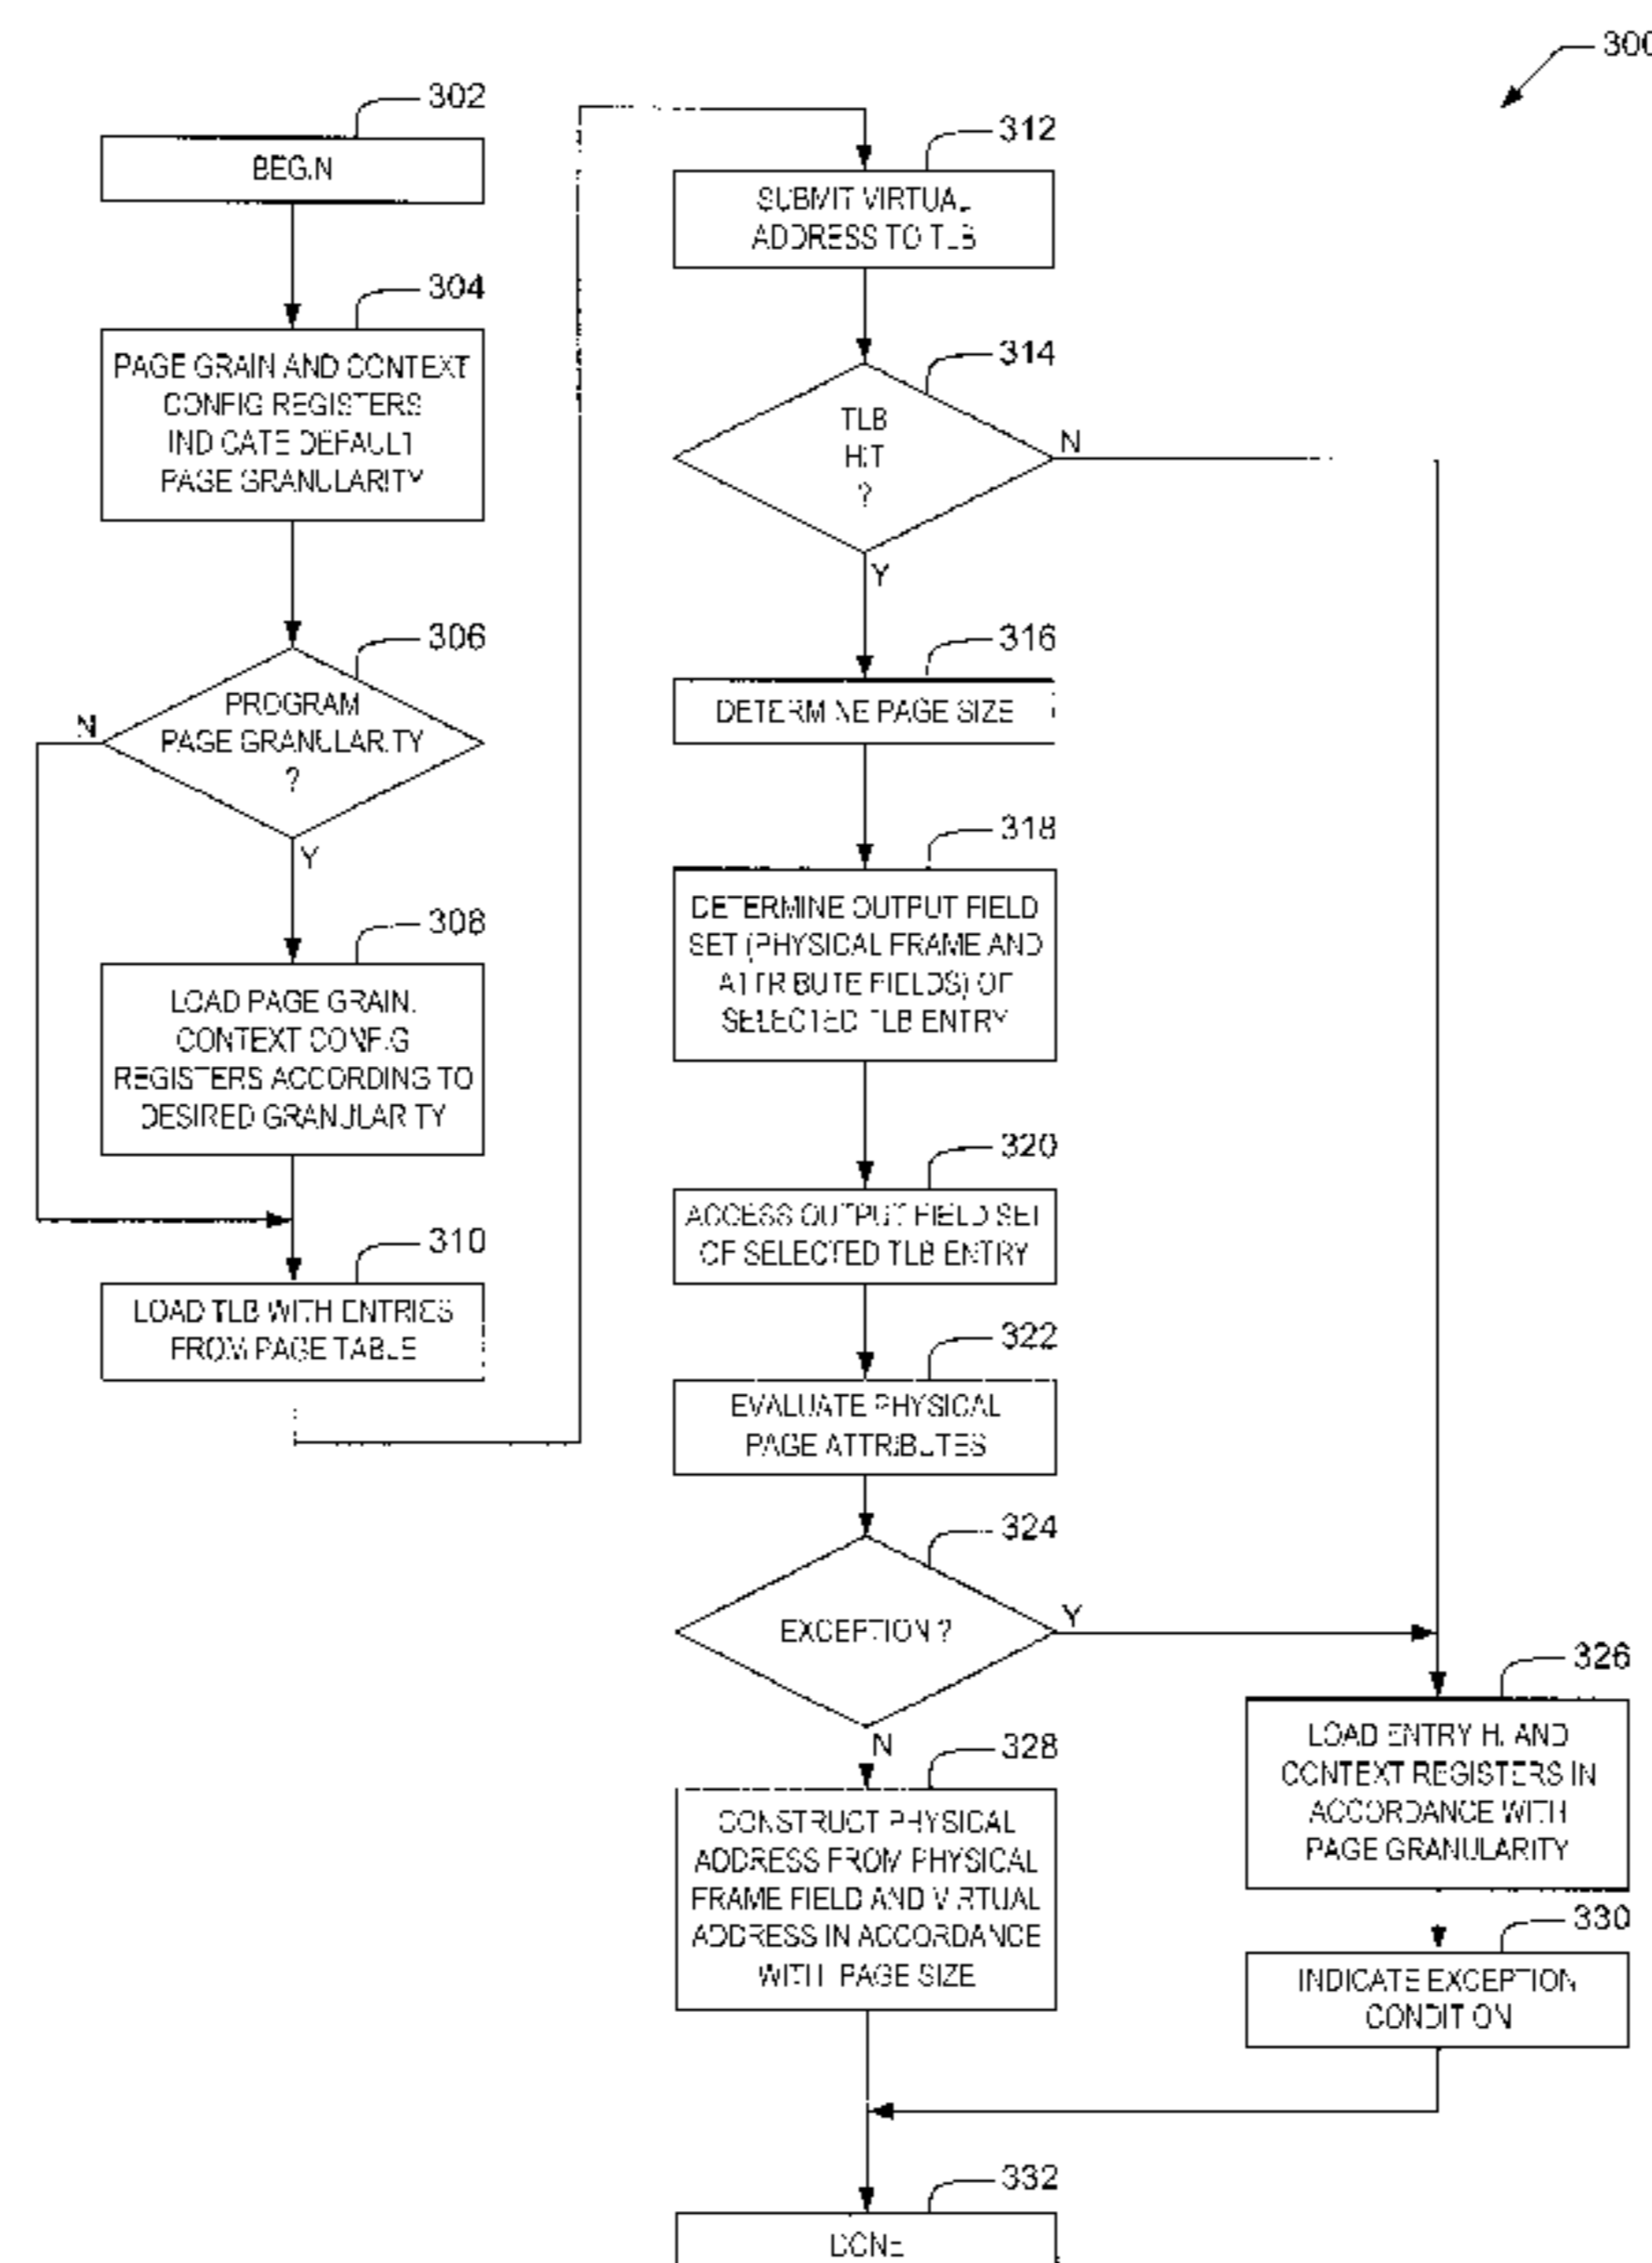 300
302
BEGIN
304
PAGE GRAIN AND CONTEXT
CONFIG REGISTERS
INDICATE DEFAULT
PAGE GRANULARITY
306
PROGRAM
PAGE GRANULARITY
?
N
Y
308
LOAD PAGE GRAIN,
CONTEXT CONFIG
REGISTERS ACCORDING TO
DESIRED GRANULARITY
310
LOAD TLB WITH ENTRIES
FROM PAGE TABLE
312
SUBMIT VIRTUAL
ADDRESS TO TLB
314
TLB
HIT
?
N
Y
316
DETERMINE PAGE SIZE
318
DETERMINE OUTPUT FIELD
SET (PHYSICAL FRAME AND
ATTRIBUTE FIELDS) OF
SELECTED TLB ENTRY
320
ACCESS OUTPUT FIELD SET
OF SELECTED TLB ENTRY
322
EVALUATE PHYSICAL
PAGE ATTRIBUTES
324
EXCEPTION ?
Y
N
326
LOAD ENTRY HI AND
CONTEXT REGISTERS IN
ACCORDANCE WITH
PAGE GRANULARITY
328
CONSTRUCT PHYSICAL
ADDRESS FROM PHYSICAL
FRAME FIELD AND VIRTUAL
ADDRESS IN ACCORDANCE
WITH PAGE SIZE
330
INDICATE EXCEPTION
CONDITION
332
DONE